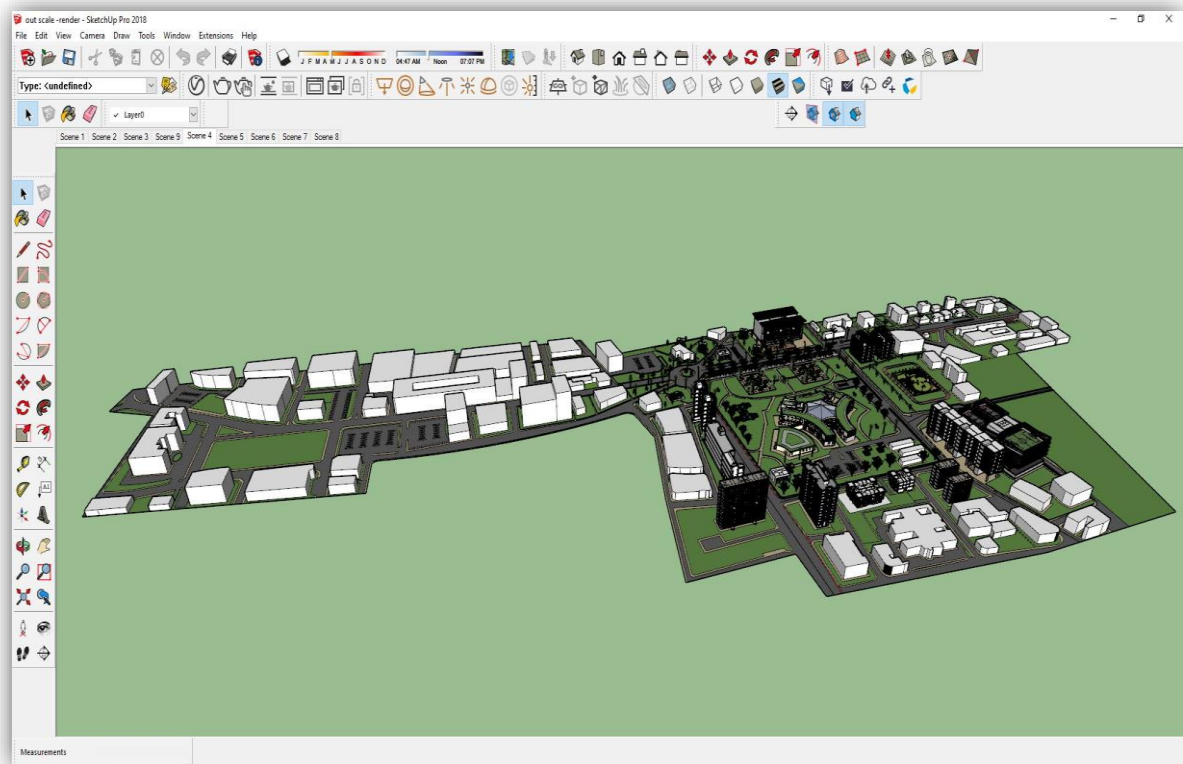 out scale -render - SketchUp Pro 2018
File Edit View Camera Draw Tools Window Extensions Help
J F M A M J J A S O N D 04:47 AM Noon 07:07 PM
Type: <undefined>
Layer0
Scene 1 Scene 2 Scene 3 Scene 9 Scene 4 Scene 5 Scene 6 Scene 7 Scene 8
Measurements